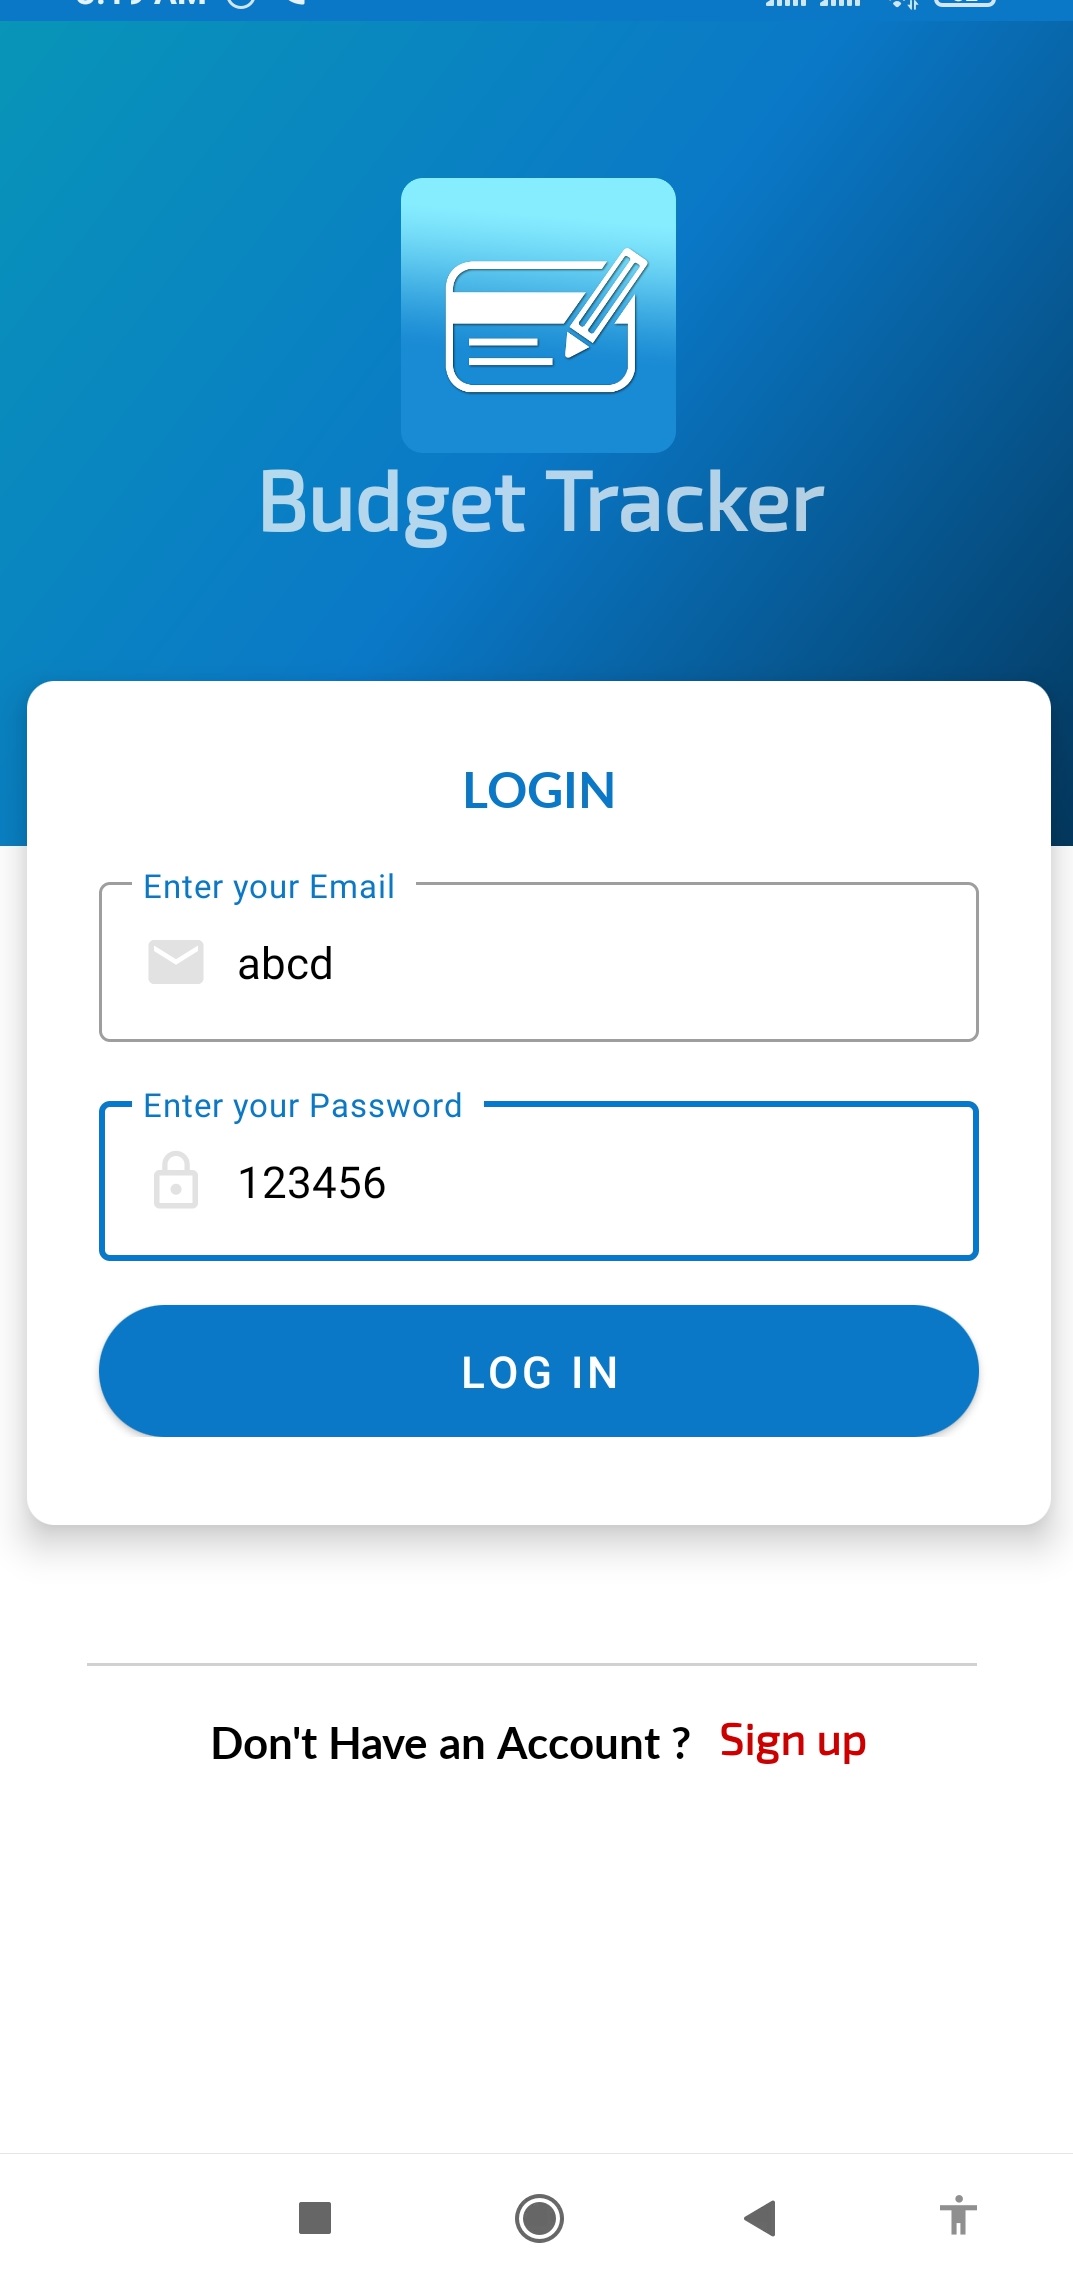 Budget Tracker
LOGIN
Enter your Email
abcd
Enter your Password
123456
LOG IN
Don't Have an Account ? Sign up